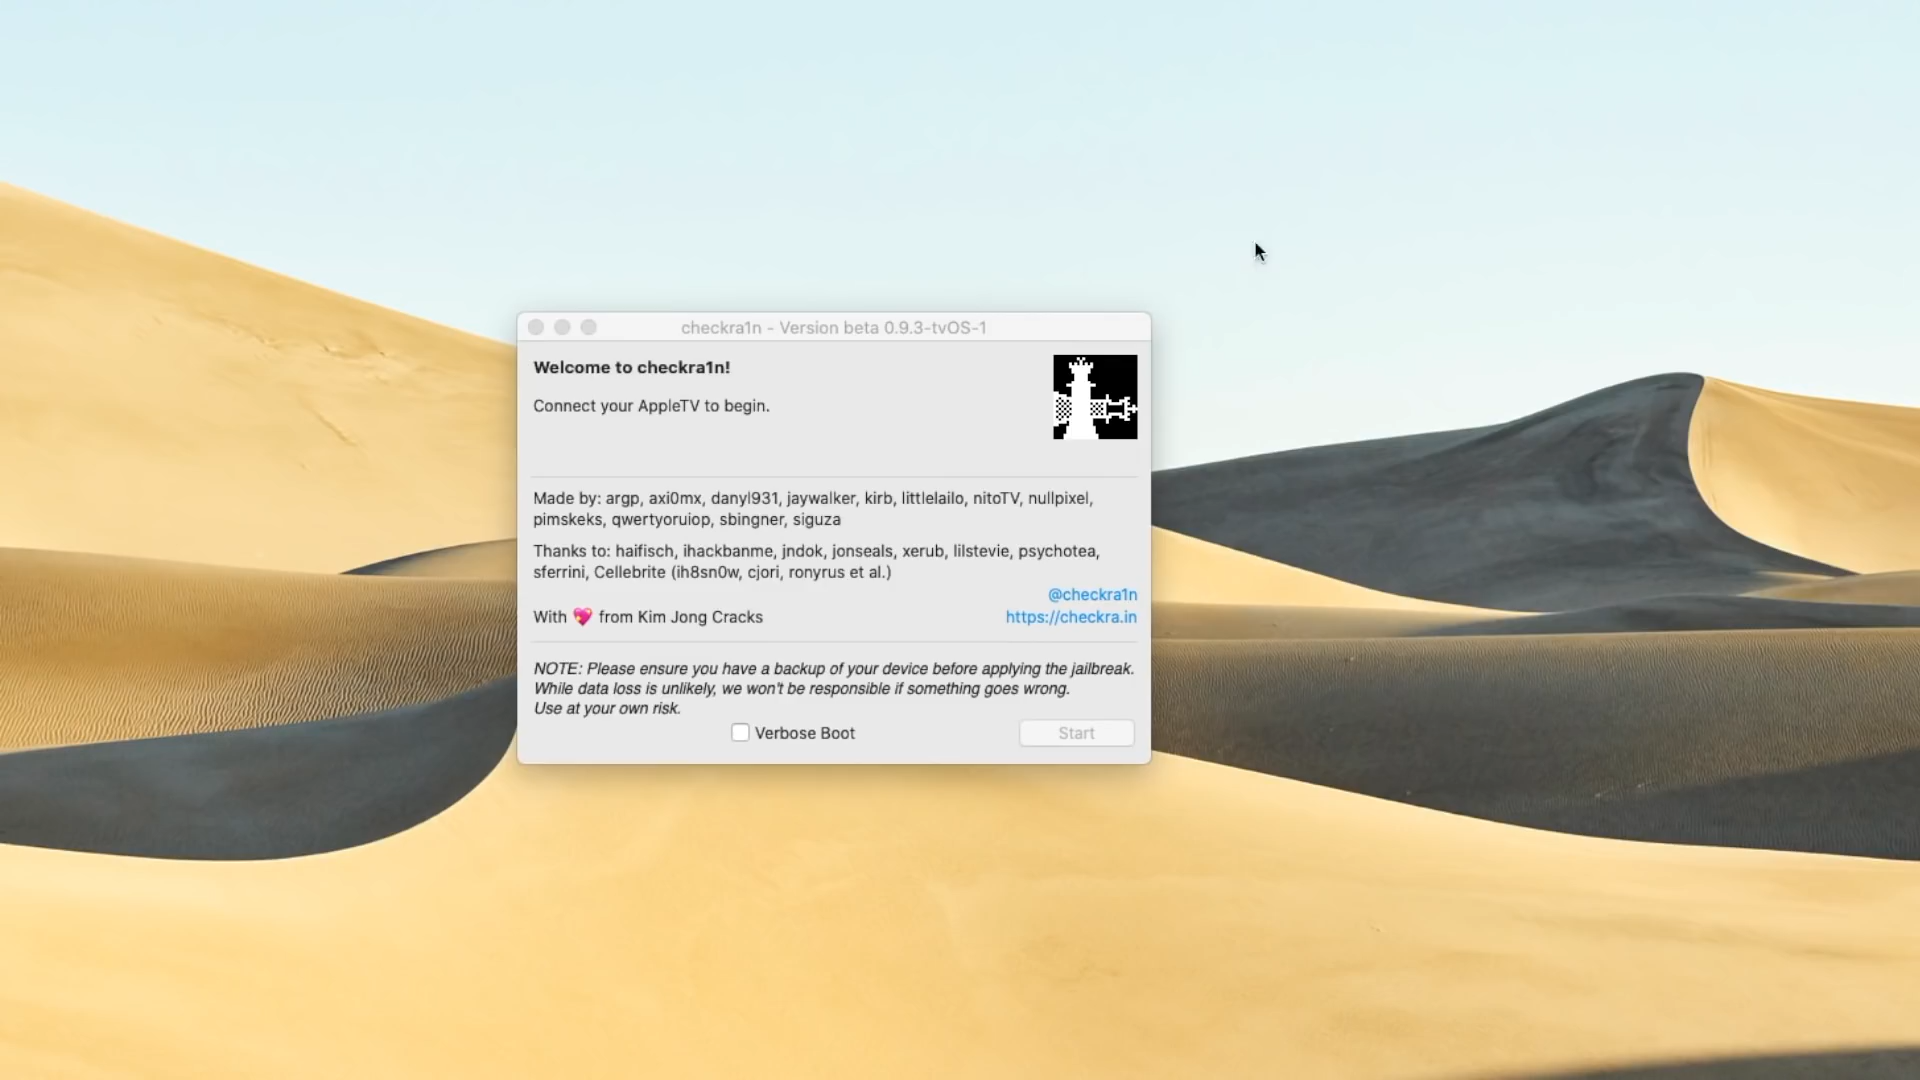 checkra1n - Version beta 0.9.3-tvOS-1
Welcome to checkra1n!
Connect your AppleTV to begin.
Made by: argp, axi0mx, danyl931, jaywalker, kirb, littlelailo, nitoTV, nullpixel,
pimskeks, qwertyoruiop, sbingner, siguza
Thanks to: haifisch, ihackbanme, jndok, jonseals, xerub, lilstevie, psychotea,
sferrini, Cellebrite (ih8sn0w, cjori, ronyrus et al.)
@checkra1n
With 💖 from Kim Jong Cracks
https://checkra.in
NOTE: Please ensure you have a backup of your device before applying the jailbreak.
While data loss is unlikely, we won't be responsible if something goes wrong.
Use at your own risk.
Verbose Boot
Start